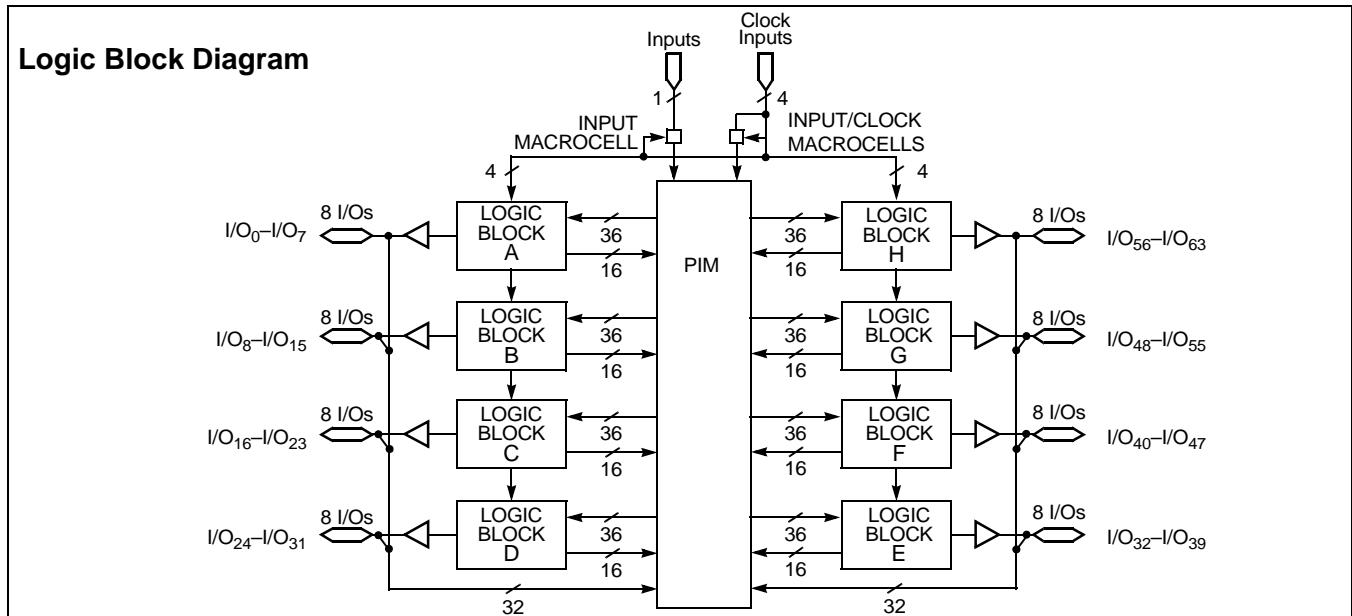 Logic Block Diagram
Inputs
Clock
Inputs
1
4
INPUT
MACROCELL
INPUT/CLOCK
MACROCELLS
4
4
I/O0–I/O7
8 I/Os
LOGIC
BLOCK
A
36
16
PIM
36
16
LOGIC
BLOCK
H
8 I/Os
I/O56–I/O63
I/O8–I/O15
8 I/Os
LOGIC
BLOCK
B
36
16
36
16
LOGIC
BLOCK
G
8 I/Os
I/O48–I/O55
I/O16–I/O23
8 I/Os
LOGIC
BLOCK
C
36
16
36
16
LOGIC
BLOCK
F
8 I/Os
I/O40–I/O47
I/O24–I/O31
8 I/Os
LOGIC
BLOCK
D
36
16
36
16
LOGIC
BLOCK
E
8 I/Os
I/O32–I/O39
32
32